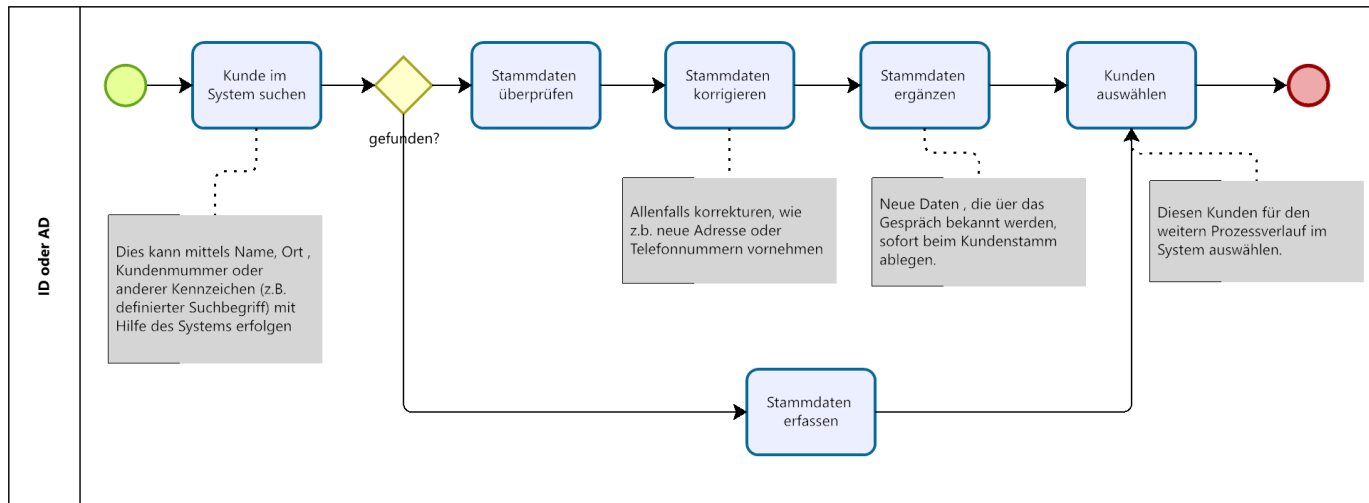 ID oder AD
Kunde im
System suchen
gefunden?
Stammdaten
überprüfen
Stammdaten
korrigieren
Stammdaten
ergänzen
Kunden
auswählen
Dies kann mittels Name, Ort ,
Kundenmummer oder
anderer Kennzeichen (z.B.
definierter Suchbegriff) mit
Hilfe des Systems erfolgen
Allenfalls korrekturen, wie
z.b. neue Adresse oder
Telefonnummern vornehmen
Neue Daten , die üer das
Gespräch bekannt werden,
sofort beim Kundenstamm
ablegen.
Diesen Kunden für den
weitern Prozessverlauf im
System auswählen.
Stammdaten
erfassen